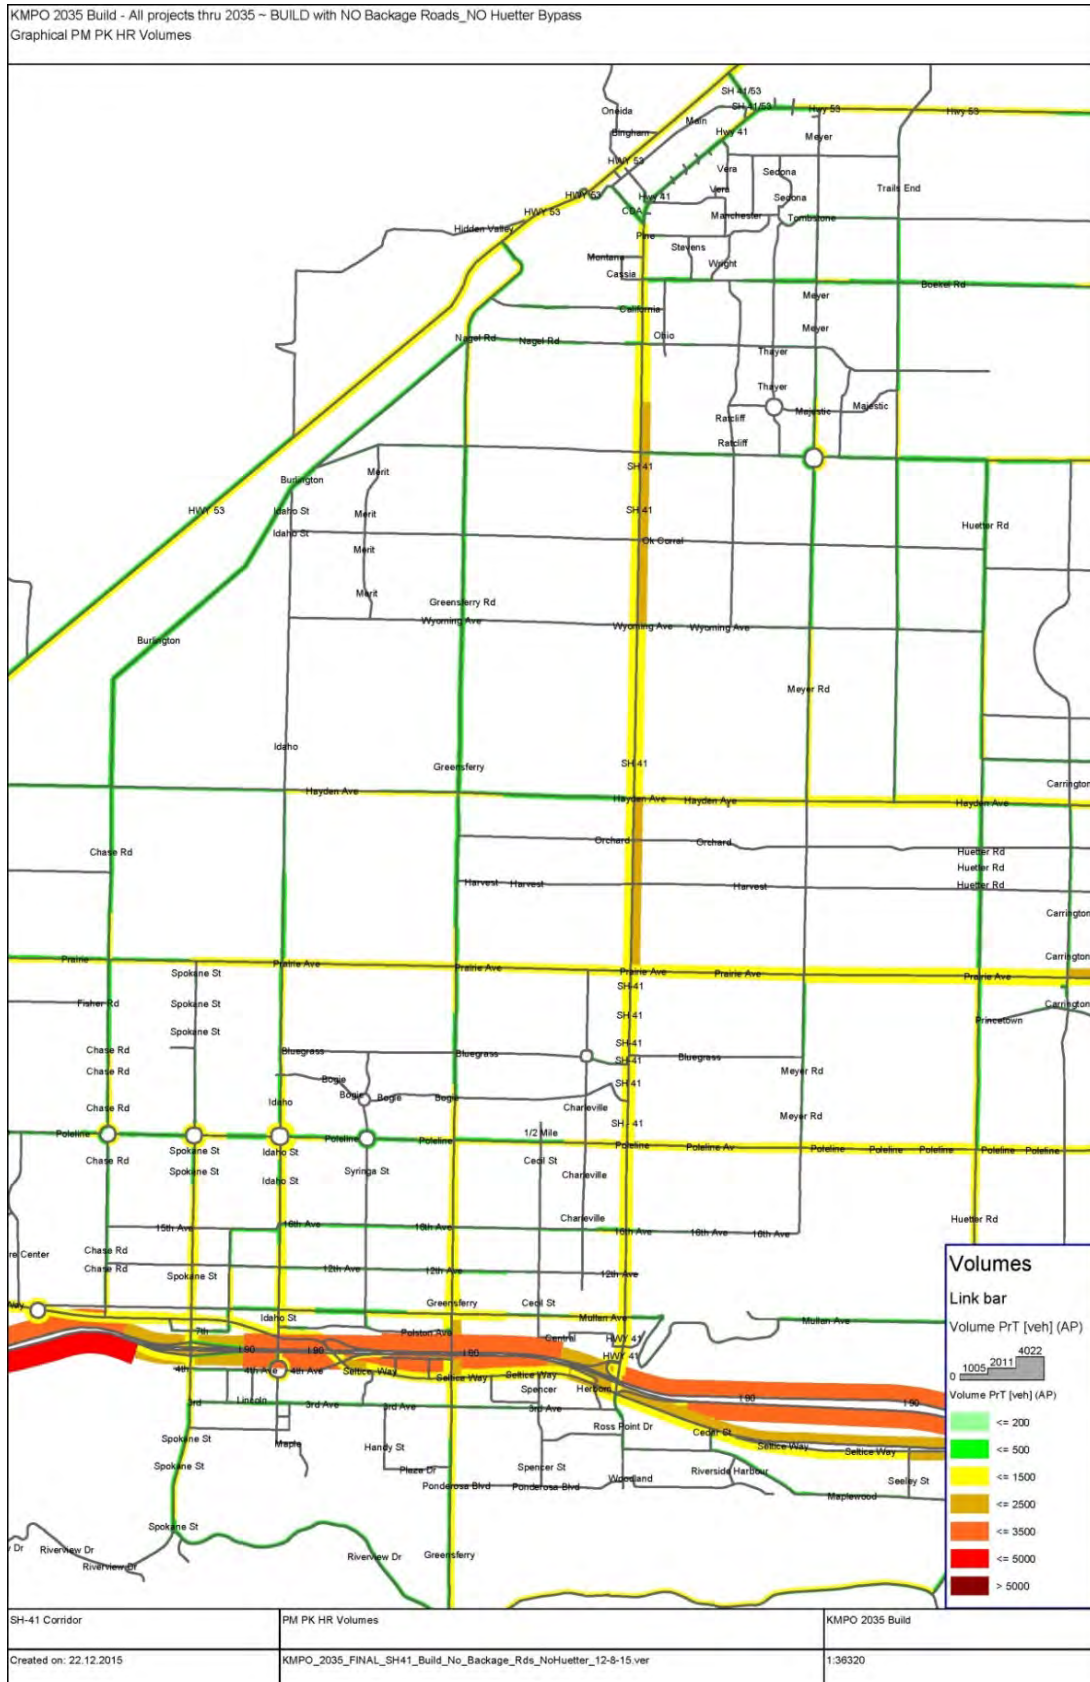 KMPO 2035 Build - All projects thru 2035 ~ BUILD with NO Backage Roads_NO Huetter Bypass
Graphical PM PK HR Volumes
SH 41/53
SH 41/53
Hwy 53
Hwy 53
Oneida
Main
Bingham
Hwy 41
Meyer
HWY 53
Vera
Sedona
Trails End
HWY 53
Hwy 41
Vera
Sedona
HWY 53
CDA
Manchester
Tombstone
Hidden Valley
Pine
Stevens
Montana
Wright
Cassia
Boekel Rd
Meyer
California
Meyer
Nagel Rd
Nagel Rd
Ohio
Thayer
Thayer
Majestic
Majestic
Ratcliff
Ratcliff
SH 41
Merit
Burlington
HWY 53
Idaho St
Merit
SH 41
Huetter Rd
Idaho St
Ok Corral
Merit
Merit
Greensferry Rd
Wyoming Ave
Wyoming Ave
Wyoming Ave
Burlington
Meyer Rd
Idaho
Greensferry
SH 41
Carrington
Hayden Ave
Hayden Ave
Hayden Ave
Hayden Ave
Chase Rd
Orchard
Orchard
Huetter Rd
Huetter Rd
Harvest
Harvest
Harvest
Huetter Rd
Carrington
Prairie
Prairie Ave
Prairie Ave
Prairie Ave
Prairie Ave
Prairie Ave
Carrington
Spokane St
SH 41
Fisher Rd
Spokane St
Carrington
SH 41
Princetown
Spokane St
Chase Rd
SH 41
Bluegrass
Bluegrass
SH 41
Bluegrass
Chase Rd
Bogie
SH 41
Meyer Rd
Chase Rd
Idaho
Bogie
Bogie
Bogie
Charleville
Meyer Rd
SH - 41
Poleline
Poleline
Poleline
1/2 Mile
Poleline
Poleline Av
Poleline
Poleline
Poleline
Poleline
Poleline
Chase Rd
Spokane St
Idaho St
Cecil St
Spokane St
Idaho St
Syringa St
Charleville
15th Ave
16th Ave
16th Ave
Charleville
16th Ave
16th Ave
16th Ave
Huetter Rd
re Center
Chase Rd
Chase Rd
Spokane St
12th Ave
12th Ave
12th Ave
Greensferry
Cecil St
Idaho St
Mullan Ave
Mullan Ave
7th
Polston Ave
Central
HWY 41
I 90
I 90
I 90
HWY 41
4th
4th Ave
4th Ave
Seltice Way
Seltice Way
Seltice Way
Spencer
Herborn
I 90
I 90
3rd
Lincoln
3rd Ave
3rd Ave
3rd Ave
Ross Point Dr
Cedar St
Spokane St
Maple
Handy St
Seltice Way
Seltice Way
Spokane St
Plaza Dr
Spencer St
Woodland
Riverside Harbour
Seeley St
Ponderosa Blvd
Ponderosa Blvd
Maplewood
Spokane St
Riverview Dr
Riverview Dr
Riverview Dr
Greensferry
Volumes
Link bar
Volume PrT [veh] (AP)
0 1005 2011 4022
Volume PrT [veh] (AP)
<= 200
<= 500
<= 1500
<= 2500
<= 3500
<= 5000
> 5000
SH-41 Corridor
PM PK HR Volumes
KMPO 2035 Build
Created on: 22.12.2015
KMPO_2035_FINAL_SH41_Build_No_Backage_Rds_NoHuetter_12-8-15.ver
1:36320